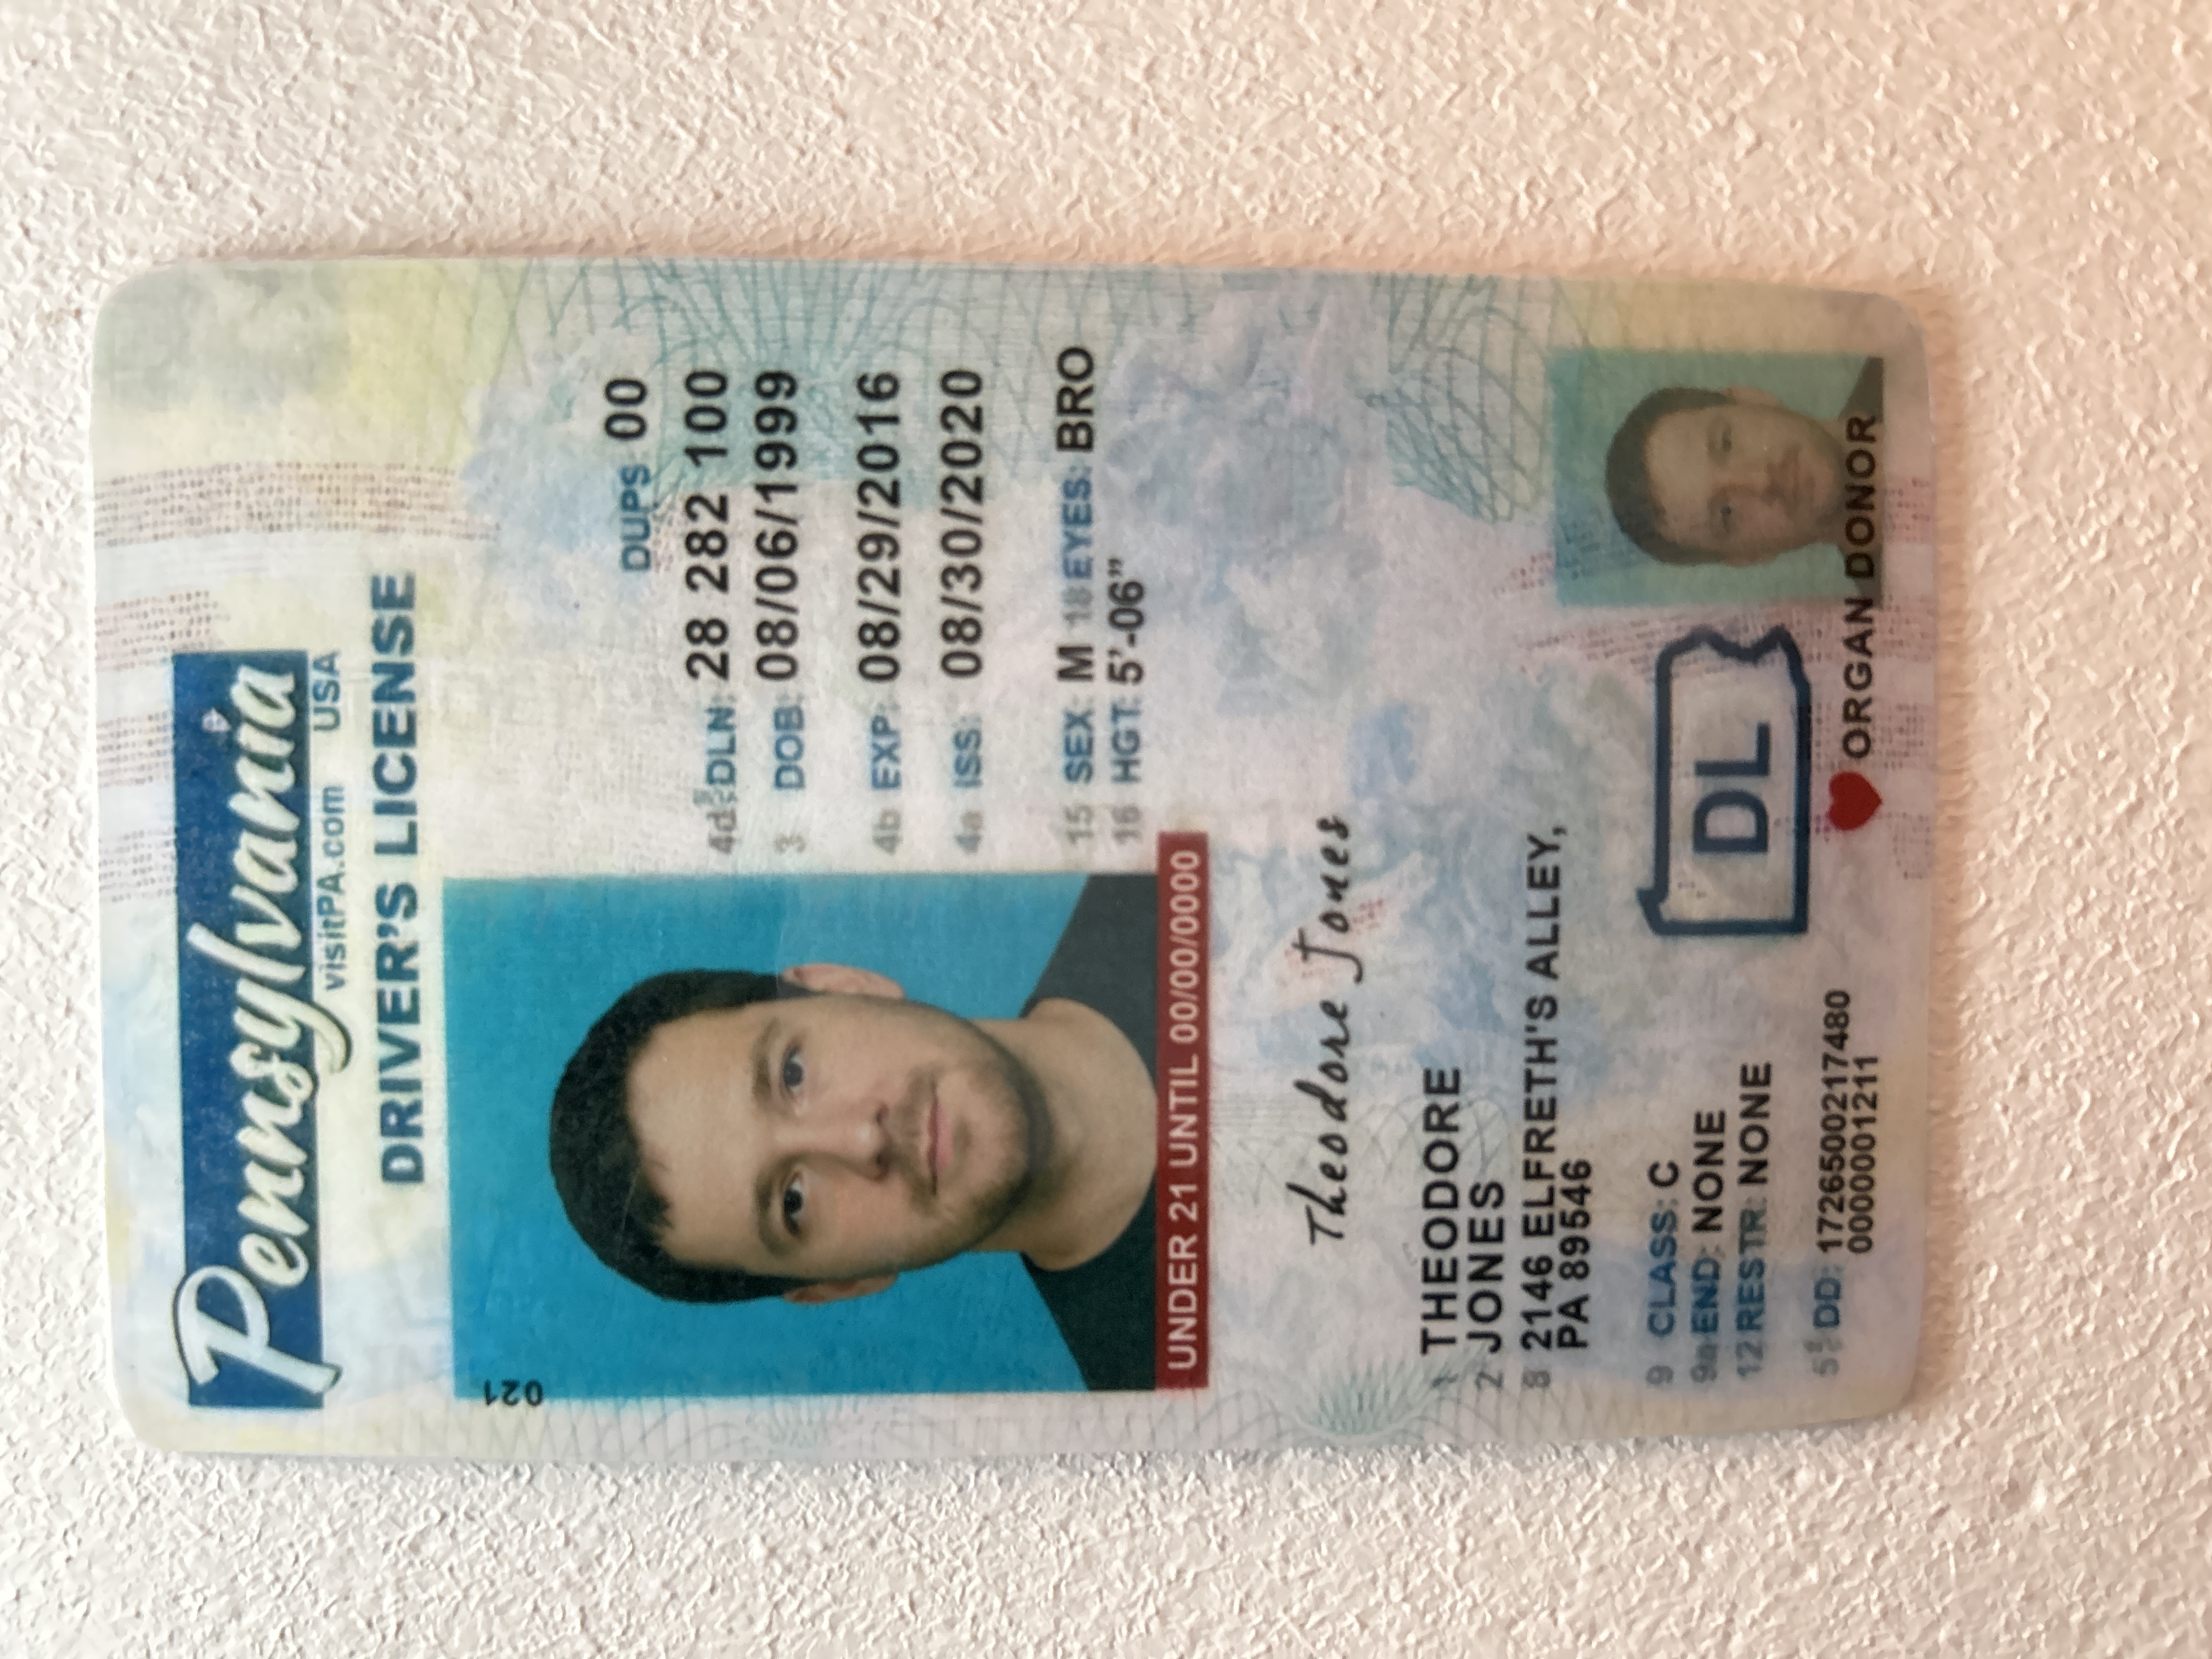 Pennsylvania
visitPA.com USA
DRIVER'S LICENSE
021
DUPS 00
4d DLN: 28 282 100
3 DOB: 08/06/1999
4b EXP: 08/29/2016
4a ISS: 08/30/2020
15 SEX: M 18 EYES: BRO
16 HGT: 5'-06"
UNDER 21 UNTIL 00/00/0000
Theodore Jones
1 THEODORE
2 JONES
8 2146 ELFRETH'S ALLEY,
PA 89546
9 CLASS: C
9a END: NONE
12 RESTR: NONE
DL
5 DD: 1726500217480
0000001211
ORGAN DONOR